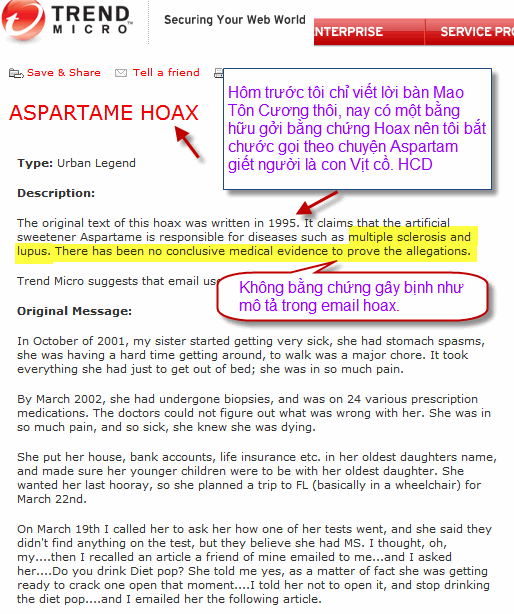 TREND
MICRO
Securing Your Web World
ENTERPRISE
SERVICE PRO
Save & Share
Tell a friend
ASPARTAME HOAX
Hôm trước tôi chỉ viết lời bàn Mao
Tôn Cương thôi, nay có một bằng
hữu gởi bằng chứng Hoax nên tôi bắt
chước gọi theo chuyện Aspartam
giết người là con Vịt cồ. HCD
Type: Urban Legend
Description:
The original text of this hoax was written in 1995. It claims that the artificial
sweetener Aspartame is responsible for diseases such as multiple sclerosis and
lupus. There has been no conclusive medical evidence to prove the allegations.
Trend Micro suggests that email use
Không bằng chứng gây bịnh như
mô tả trong email hoax.
Original Message:
In October of 2001, my sister started getting very sick, she had stomach spasms,
she was having a hard time getting around, to walk was a major chore. It took
everything she had just to get out of bed; she was in so much pain.
By March 2002, she had undergone biopsies, and was on 24 various prescription
medications. The doctors could not figure out what was wrong with her. She was in
so much pain, and so sick, she knew she was dying.
She put her house, bank accounts, life insurance etc. in her oldest daughters name,
and made sure her younger children were to be with her oldest daughter. She
wanted her last hooray, so she planned a trip to FL (basically in a wheelchair) for
March 22nd.
On March 19th I called her to ask her how one of her tests went, and she said they
didn't find anything on the test, but they believe she had MS. I thought, oh,
my....then I recalled an article a friend of mine emailed to me...and I asked
her....Do you drink Diet pop? She told me yes, as a matter of fact she was getting
ready to crack one open that moment....I told her not to open it, and stop drinking
the diet pop....and I emailed her the following article.